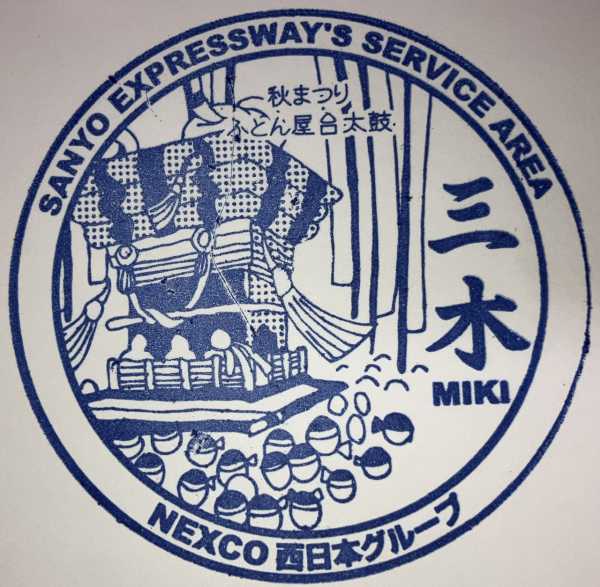 SANYO EXPRESSWAY'S SERVICE AREA
秋まつり
ふとん屋台太鼓
三木
MIKI
NEXCO 西日本グループ